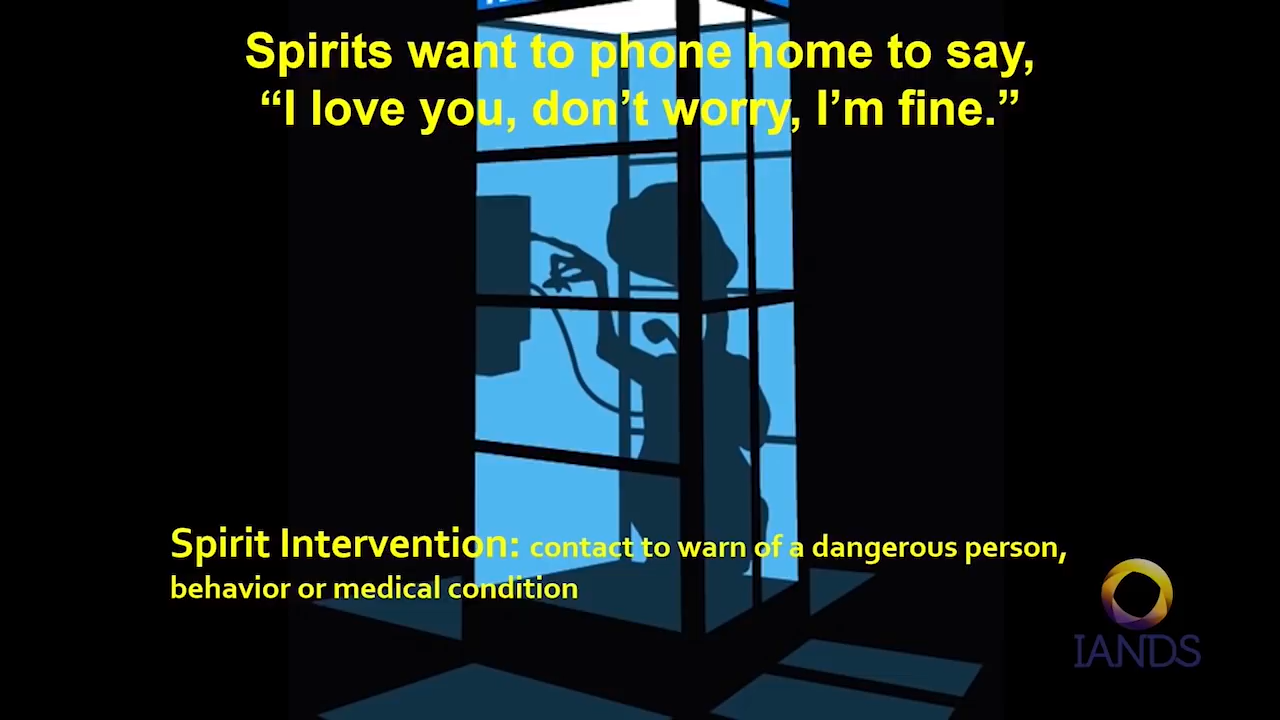 Spirits want to phone home to say,
“I love you, don’t worry, I’m fine.”
Spirit Intervention: contact to warn of a dangerous person,
behavior or medical condition
IANDS